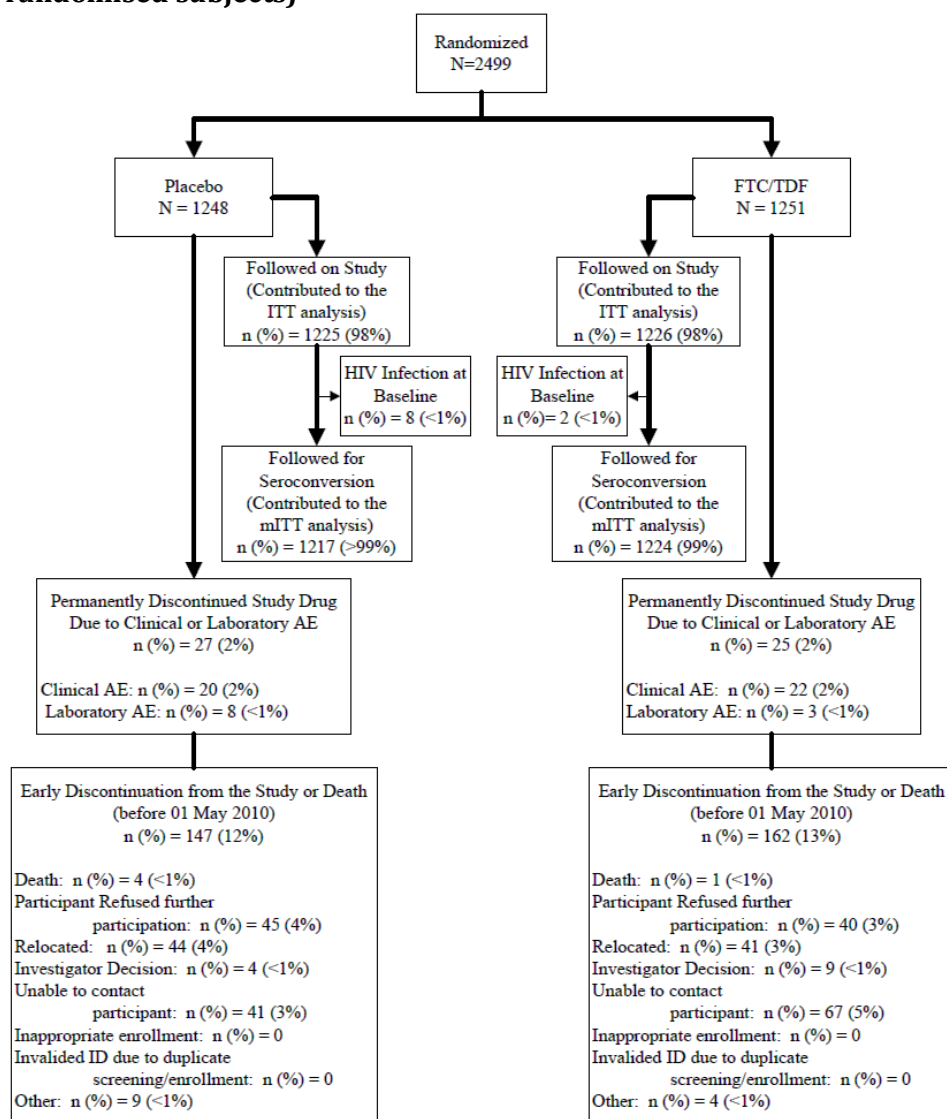 randomised subjects)
Randomized
N=2499
Placebo
N = 1248
FTC/TDF
N = 1251
Followed on Study
(Contributed to the
ITT analysis)
n (%) = 1225 (98%)
Followed on Study
(Contributed to the
ITT analysis)
n (%) = 1226 (98%)
HIV Infection at
Baseline
n (%) = 8 (<1%)
HIV Infection at
Baseline
n (%)= 2 (<1%)
Followed for
Seroconversion
(Contributed to the
mITT analysis)
n (%) = 1217 (>99%)
Followed for
Seroconversion
(Contributed to the
mITT analysis)
n (%) = 1224 (99%)
Permanently Discontinued Study Drug
Due to Clinical or Laboratory AE
n (%) = 27 (2%)
Clinical AE: n (%) = 20 (2%)
Laboratory AE: n (%) = 8 (<1%)
Permanently Discontinued Study Drug
Due to Clinical or Laboratory AE
n (%) = 25 (2%)
Clinical AE: n (%) = 22 (2%)
Laboratory AE: n (%) = 3 (<1%)
Early Discontinuation from the Study or Death
(before 01 May 2010)
n (%) = 147 (12%)
Death: n (%) = 4 (<1%)
Participant Refused further
participation: n (%) = 45 (4%)
Relocated: n (%) = 44 (4%)
Investigator Decision: n (%) = 4 (<1%)
Unable to contact
participant: n (%) = 41 (3%)
Inappropriate enrollment: n (%) = 0
Invalided ID due to duplicate
screening/enrollment: n (%) = 0
Other: n (%) = 9 (<1%)
Early Discontinuation from the Study or Death
(before 01 May 2010)
n (%) = 162 (13%)
Death: n (%) = 1 (<1%)
Participant Refused further
participation: n (%) = 40 (3%)
Relocated: n (%) = 41 (3%)
Investigator Decision: n (%) = 9 (<1%)
Unable to contact
participant: n (%) = 67 (5%)
Inappropriate enrollment: n (%) = 0
Invalided ID due to duplicate
screening/enrollment: n (%) = 0
Other: n (%) = 4 (<1%)